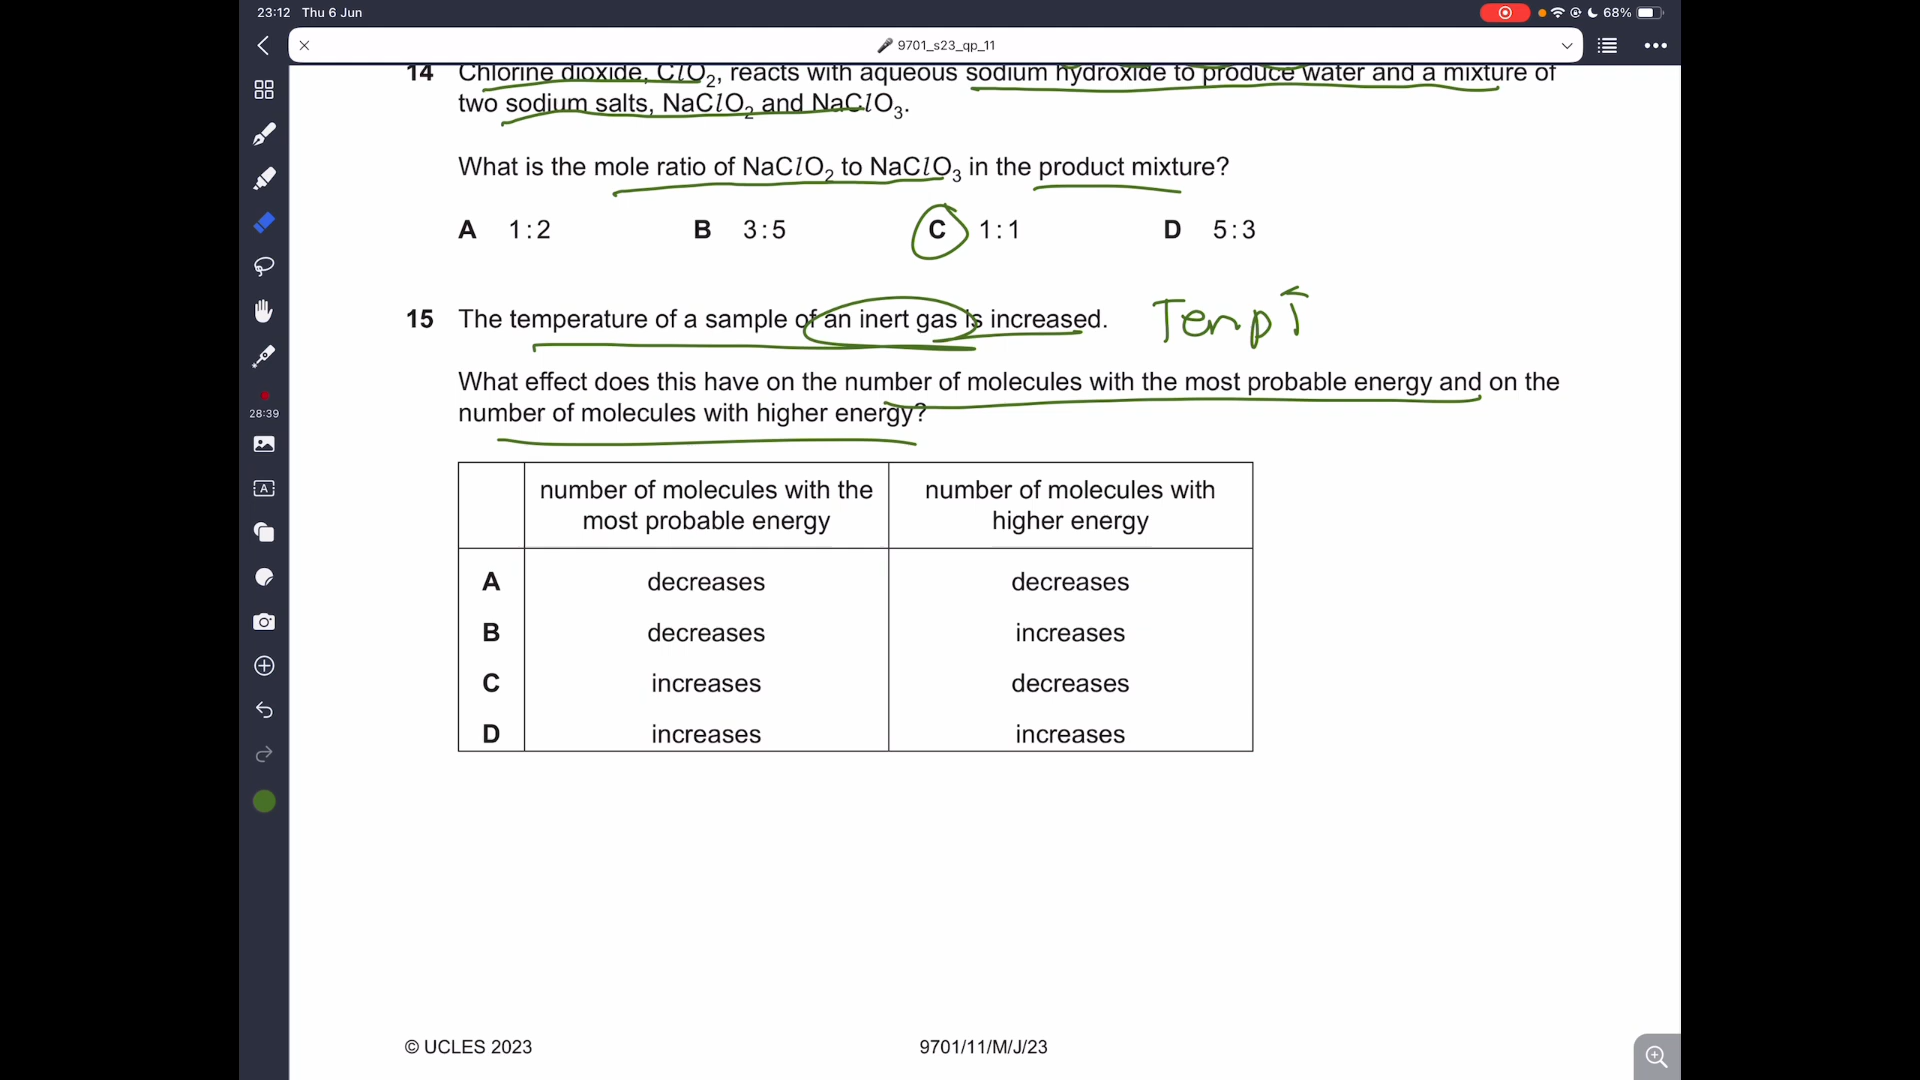 23:12 Thu 6 Jun
68%
9701_s23_qp_11
14 Chlorine dioxide, ClO2, reacts with aqueous sodium hydroxide to produce water and a mixture of
two sodium salts, NaClO2 and NaClO3.
What is the mole ratio of NaClO2 to NaClO3 in the product mixture?
A 1:2 B 3:5 C 1:1 D 5:3
15 The temperature of a sample of an inert gas is increased.
Temp ↑
What effect does this have on the number of molecules with the most probable energy and on the
number of molecules with higher energy?
28:39
number of molecules with the
most probable energy
number of molecules with
higher energy
A decreases decreases
B decreases increases
C increases decreases
D increases increases
© UCLES 2023
9701/11/M/J/23